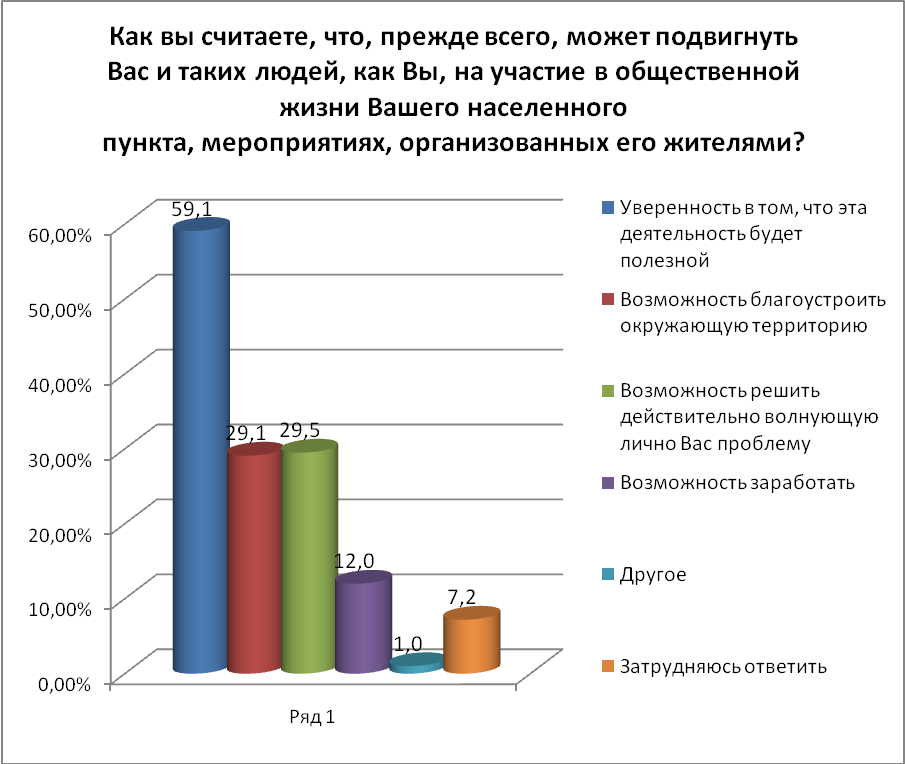 Как вы считаете, что, прежде всего, может подвигнуть
Вас и таких людей, как Вы, на участие в общественной
жизни Вашего населенного
пункта, мероприятиях, организованных его жителями?
59,1
29,1
29,5
12,0
1,0
7,2
60,00%
50,00%
40,00%
30,00%
20,00%
10,00%
0,00%
Ряд 1
Уверенность в том, что эта
деятельность будет
полезной
Возможность благоустроить
окружающую территорию
Возможность решить
действительно волнующую
лично Вас проблему
Возможность заработать
Другое
Затрудняюсь ответить